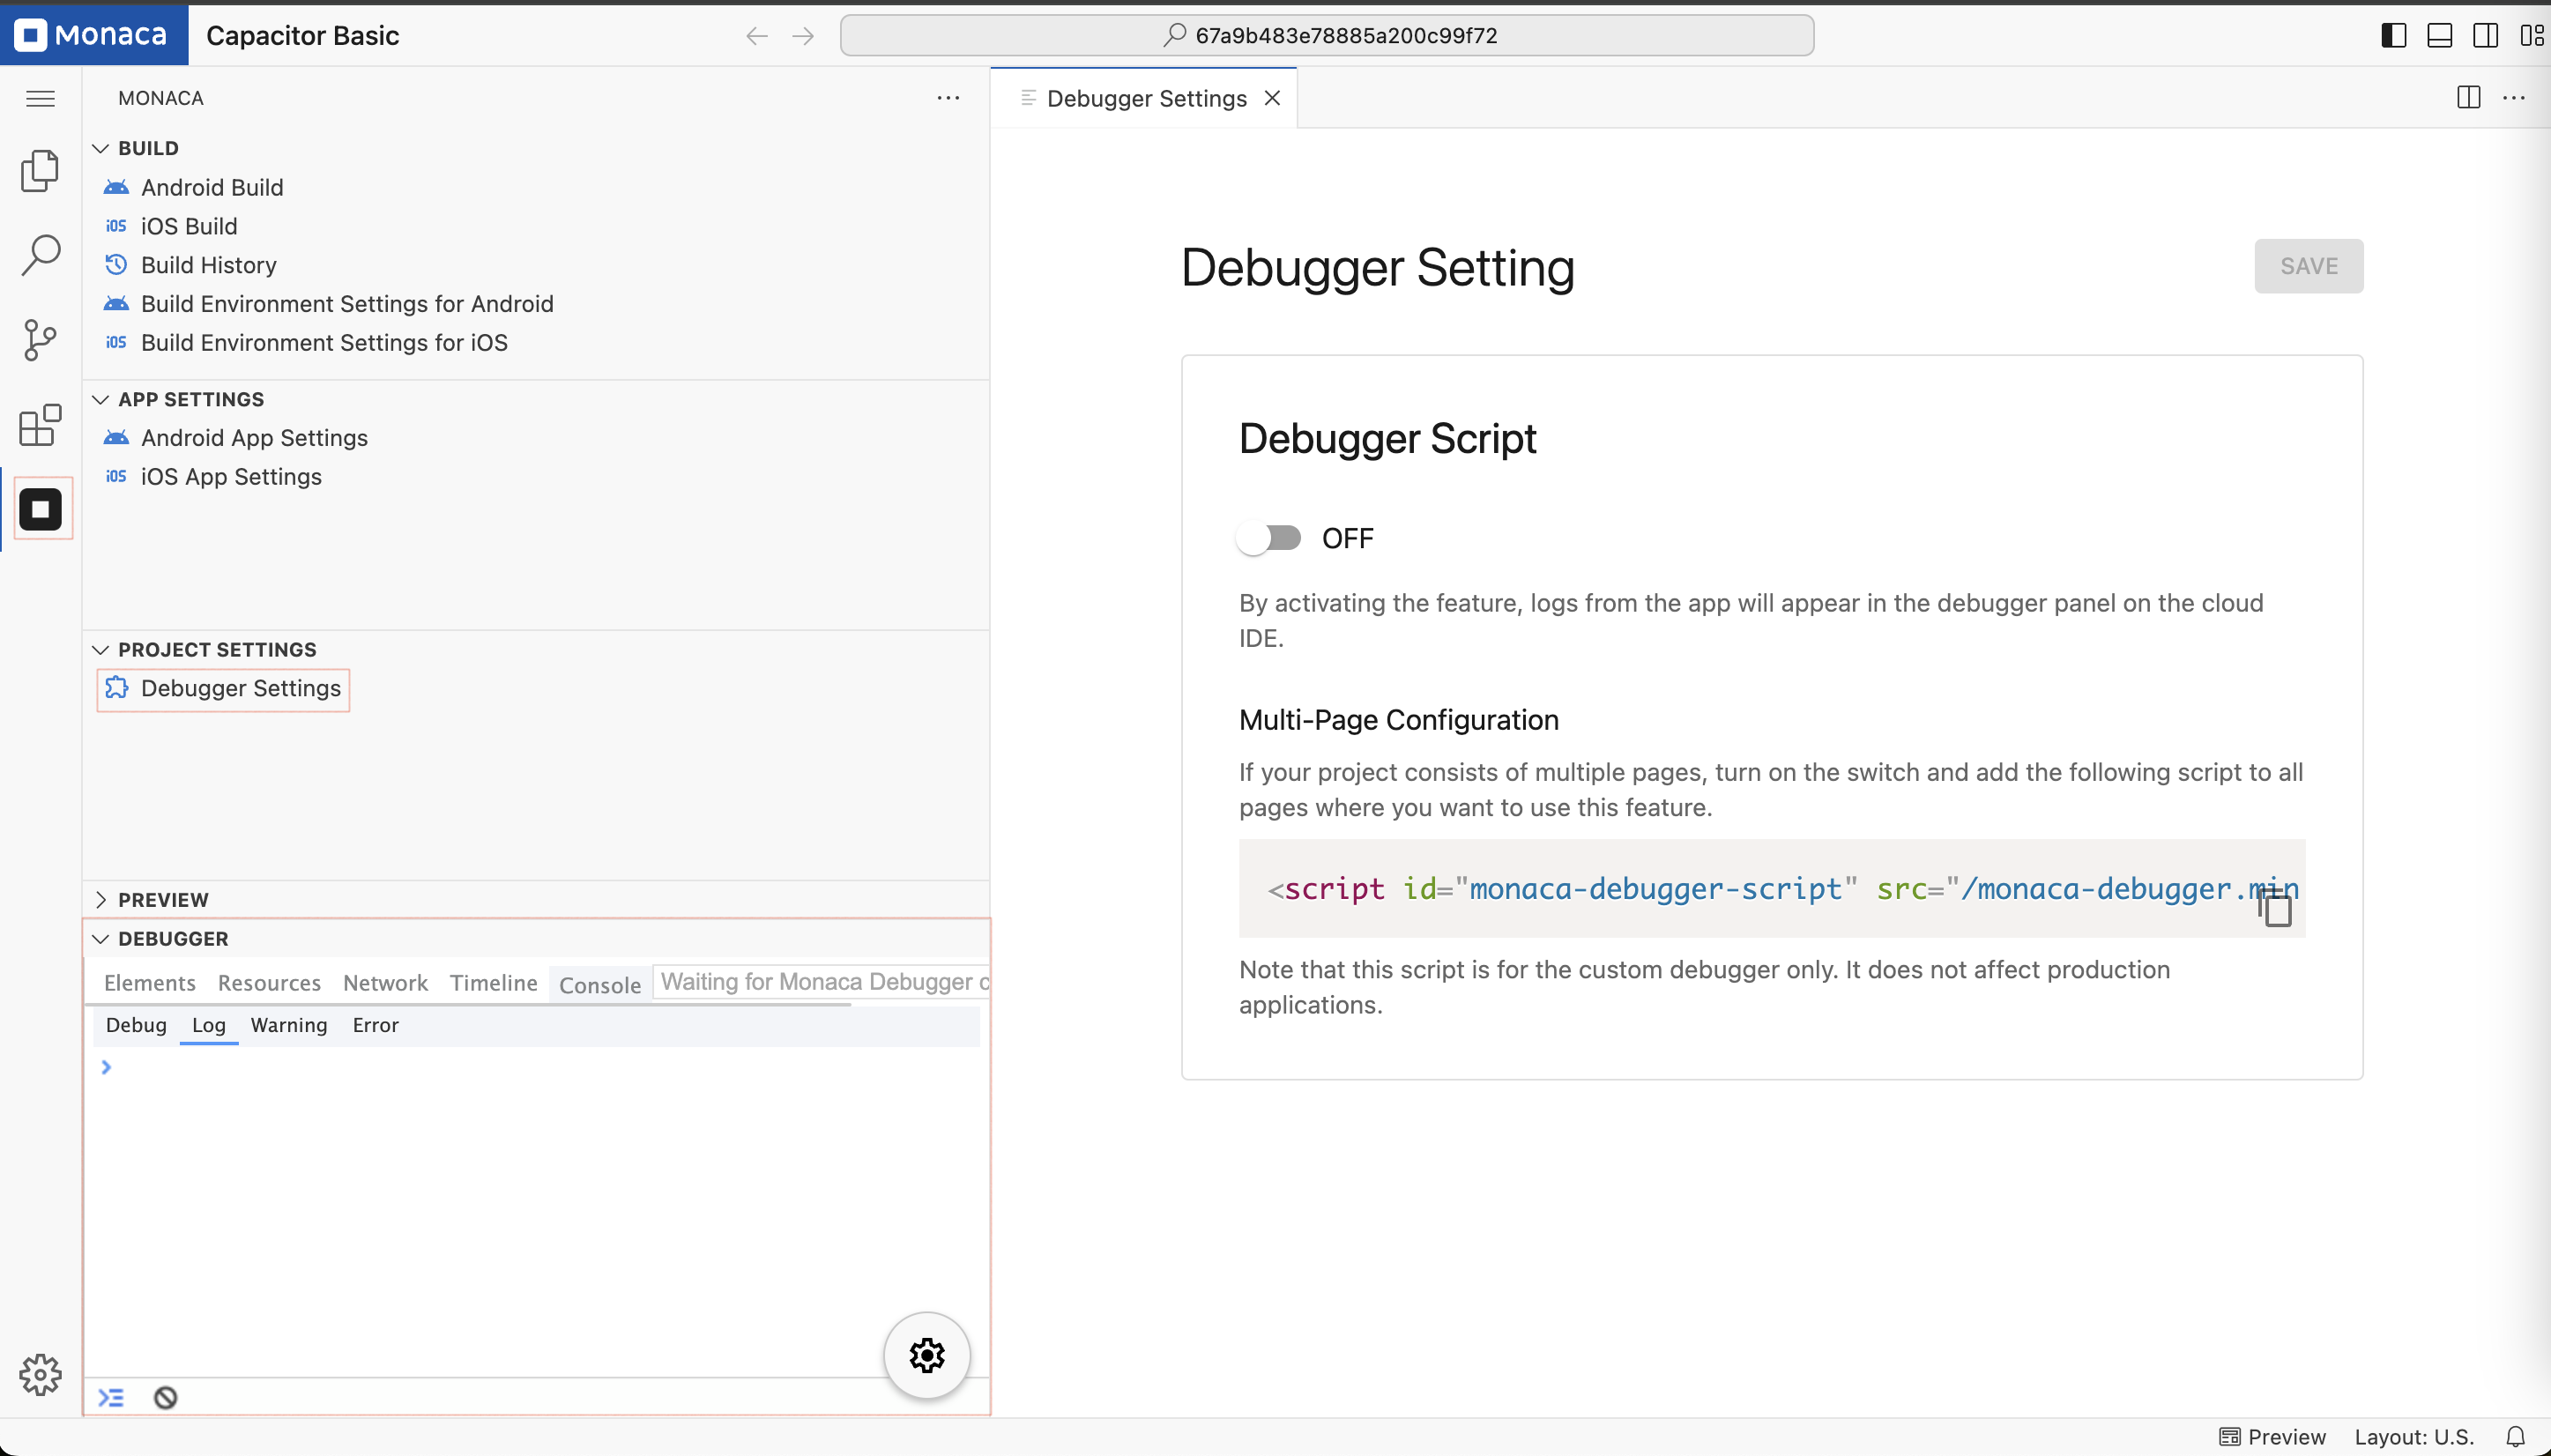 Monaca
Capacitor Basic
67a9b483e78885a200c99f72
MONACA
BUILD
Android Build
iOS iOS Build
Build History
Build Environment Settings for Android
iOS Build Environment Settings for iOS
APP SETTINGS
Android App Settings
iOS iOS App Settings
PROJECT SETTINGS
Debugger Settings
PREVIEW
DEBUGGER
Elements Resources Network Timeline Console Waiting for Monaca Debugger c
Debug Log Warning Error
Debugger Settings
Debugger Setting
SAVE
Debugger Script
OFF
By activating the feature, logs from the app will appear in the debugger panel on the cloud
IDE.
Multi-Page Configuration
If your project consists of multiple pages, turn on the switch and add the following script to all
pages where you want to use this feature.
<script id="monaca-debugger-script" src="/monaca-debugger.min
Note that this script is for the custom debugger only. It does not affect production
applications.
Preview Layout: U.S.